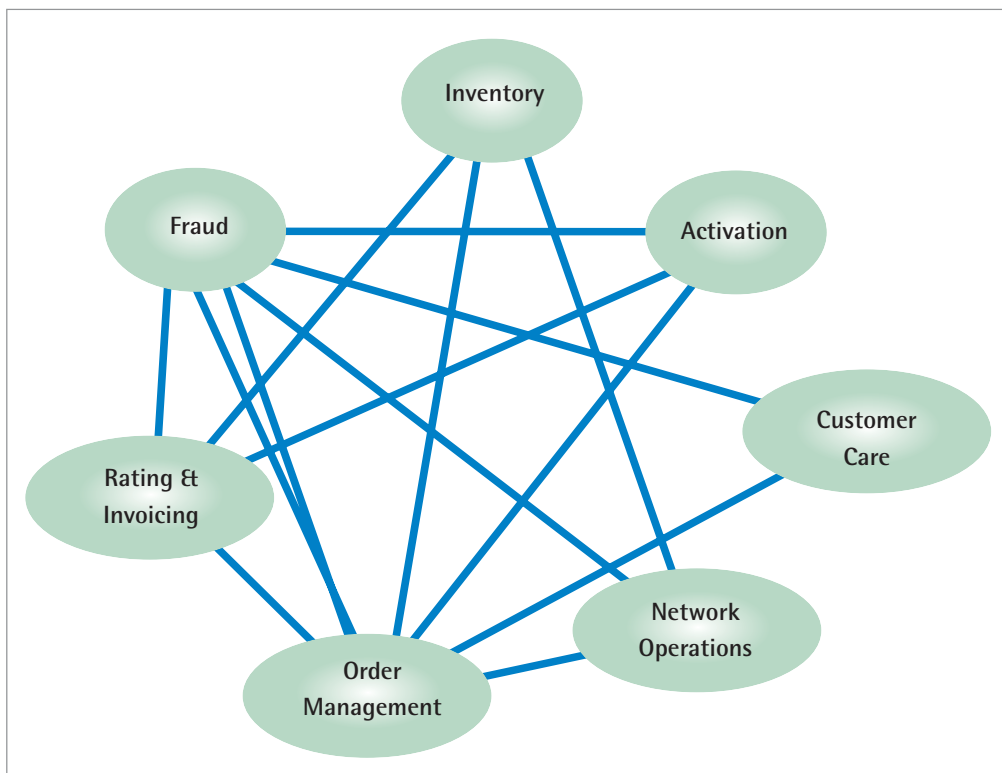 Inventory
Fraud
Activation
Customer
Care
Rating &
Invoicing
Network
Operations
Order
Management